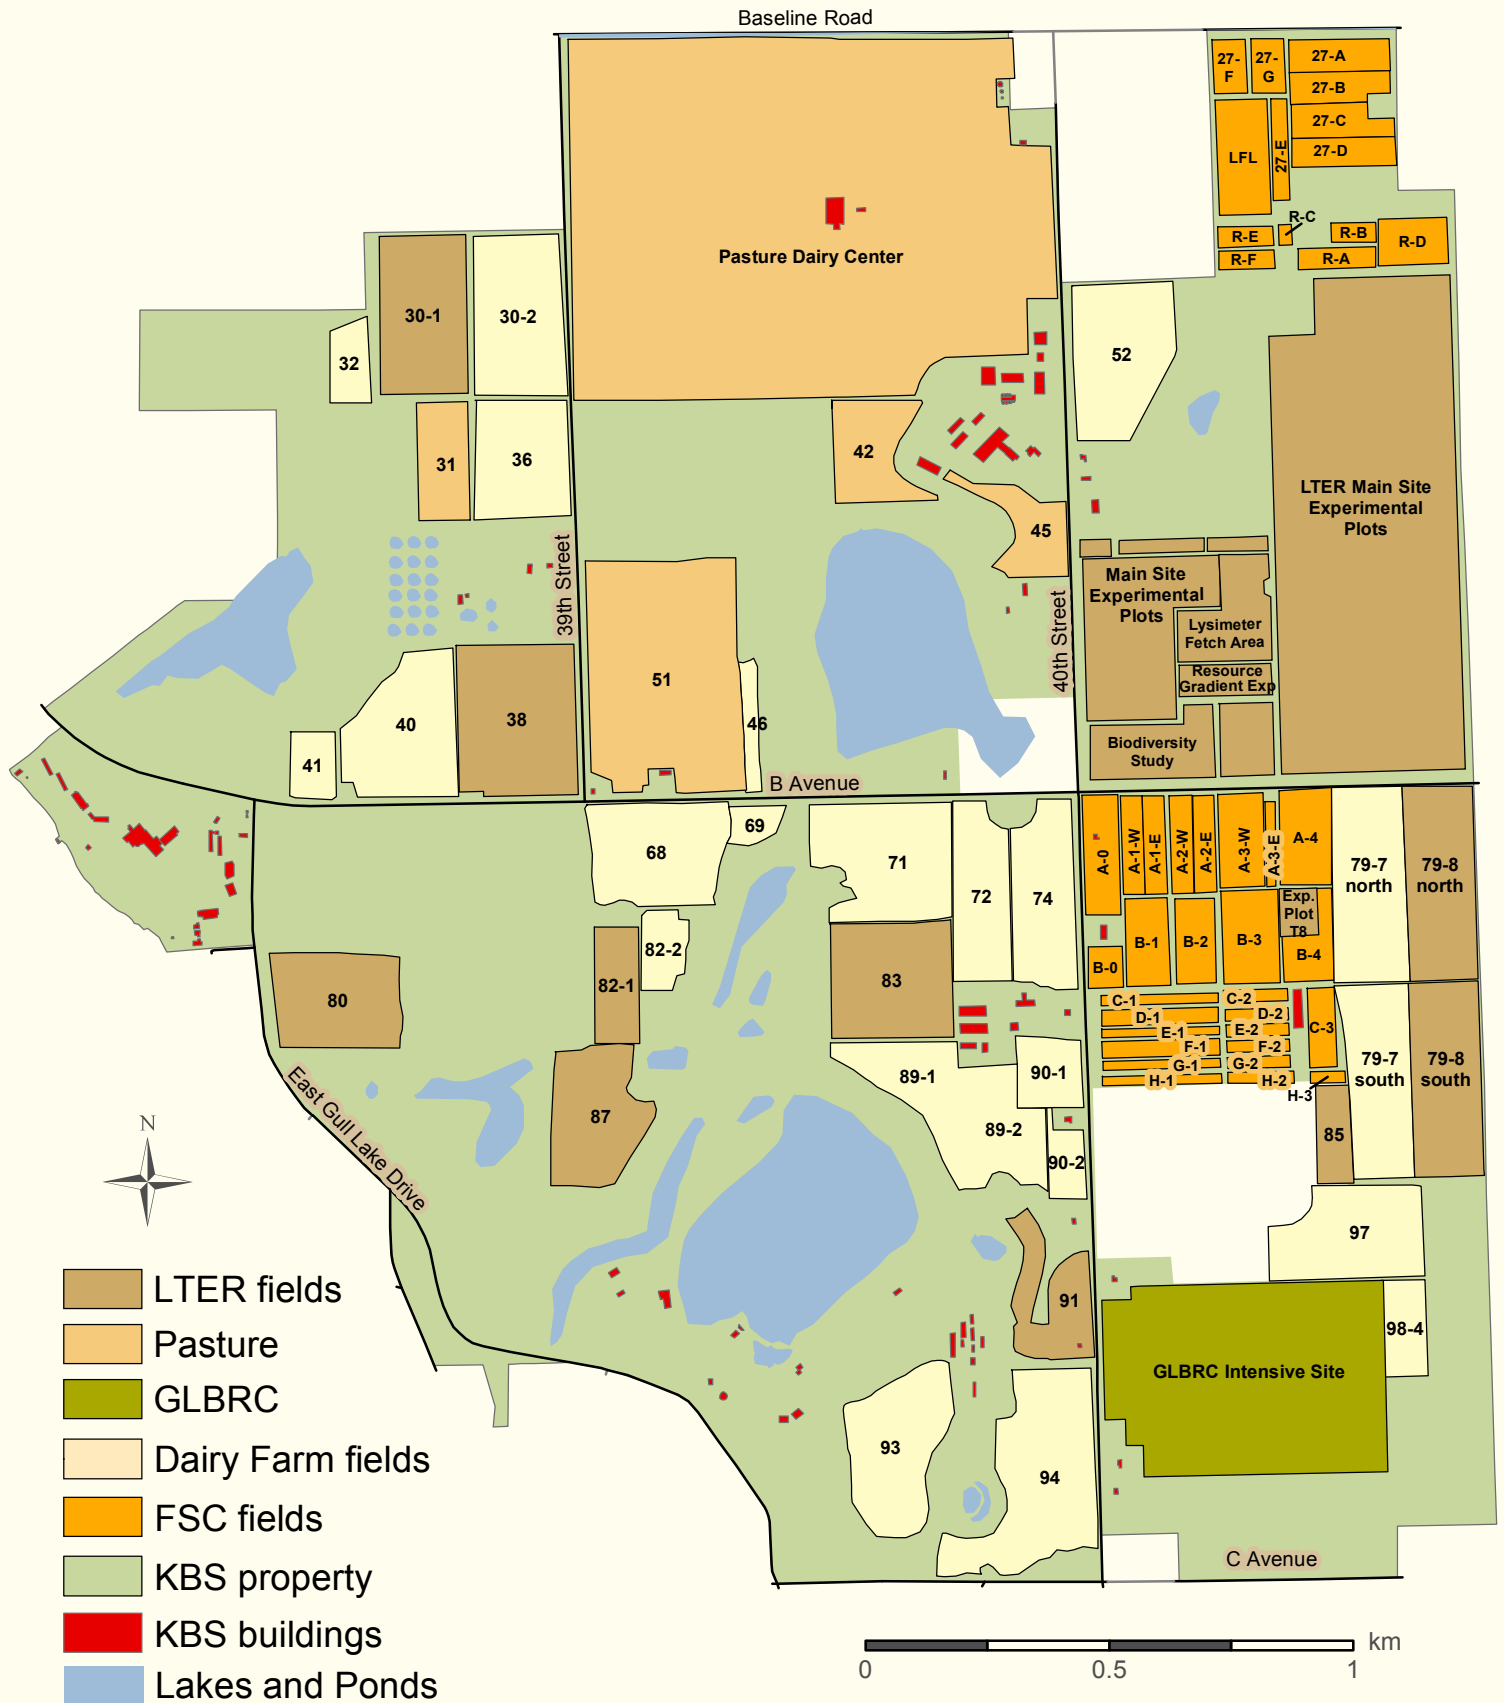 Baseline Road
27-
F
27-
G
27-A
27-B
27-C
27-D
LFL
27-E
R-C
R-E
R-B
R-D
R-F
R-A
Pasture Dairy Center
30-1
30-2
32
52
31
36
42
45
LTER Main Site
Experimental
Plots
39th Street
40th Street
Main Site
Experimental
Plots
Lysimeter
Fetch Area
Resource
Gradient Exp
Biodiversity
Study
51
46
40
38
41
B Avenue
68
69
71
72
74
A-0
A-1-W
A-1-E
A-2-W
A-2-E
A-3-W
A-3-E
A-4
79-7
north
79-8
north
Exp.
Plot
T8
B-0
B-1
B-2
B-3
B-4
82-2
82-1
80
83
C-1
C-2
D-1
D-2
E-1
E-2
F-1
F-2
G-1
G-2
H-1
H-2
C-3
H-3
79-7
south
79-8
south
85
89-1
90-1
89-2
90-2
87
East Gull Lake Drive
N
97
91
98-4
GLBRC Intensive Site
93
94
C Avenue
LTER fields
Pasture
GLBRC
Dairy Farm fields
FSC fields
KBS property
KBS buildings
Lakes and Ponds
km
0
0.5
1